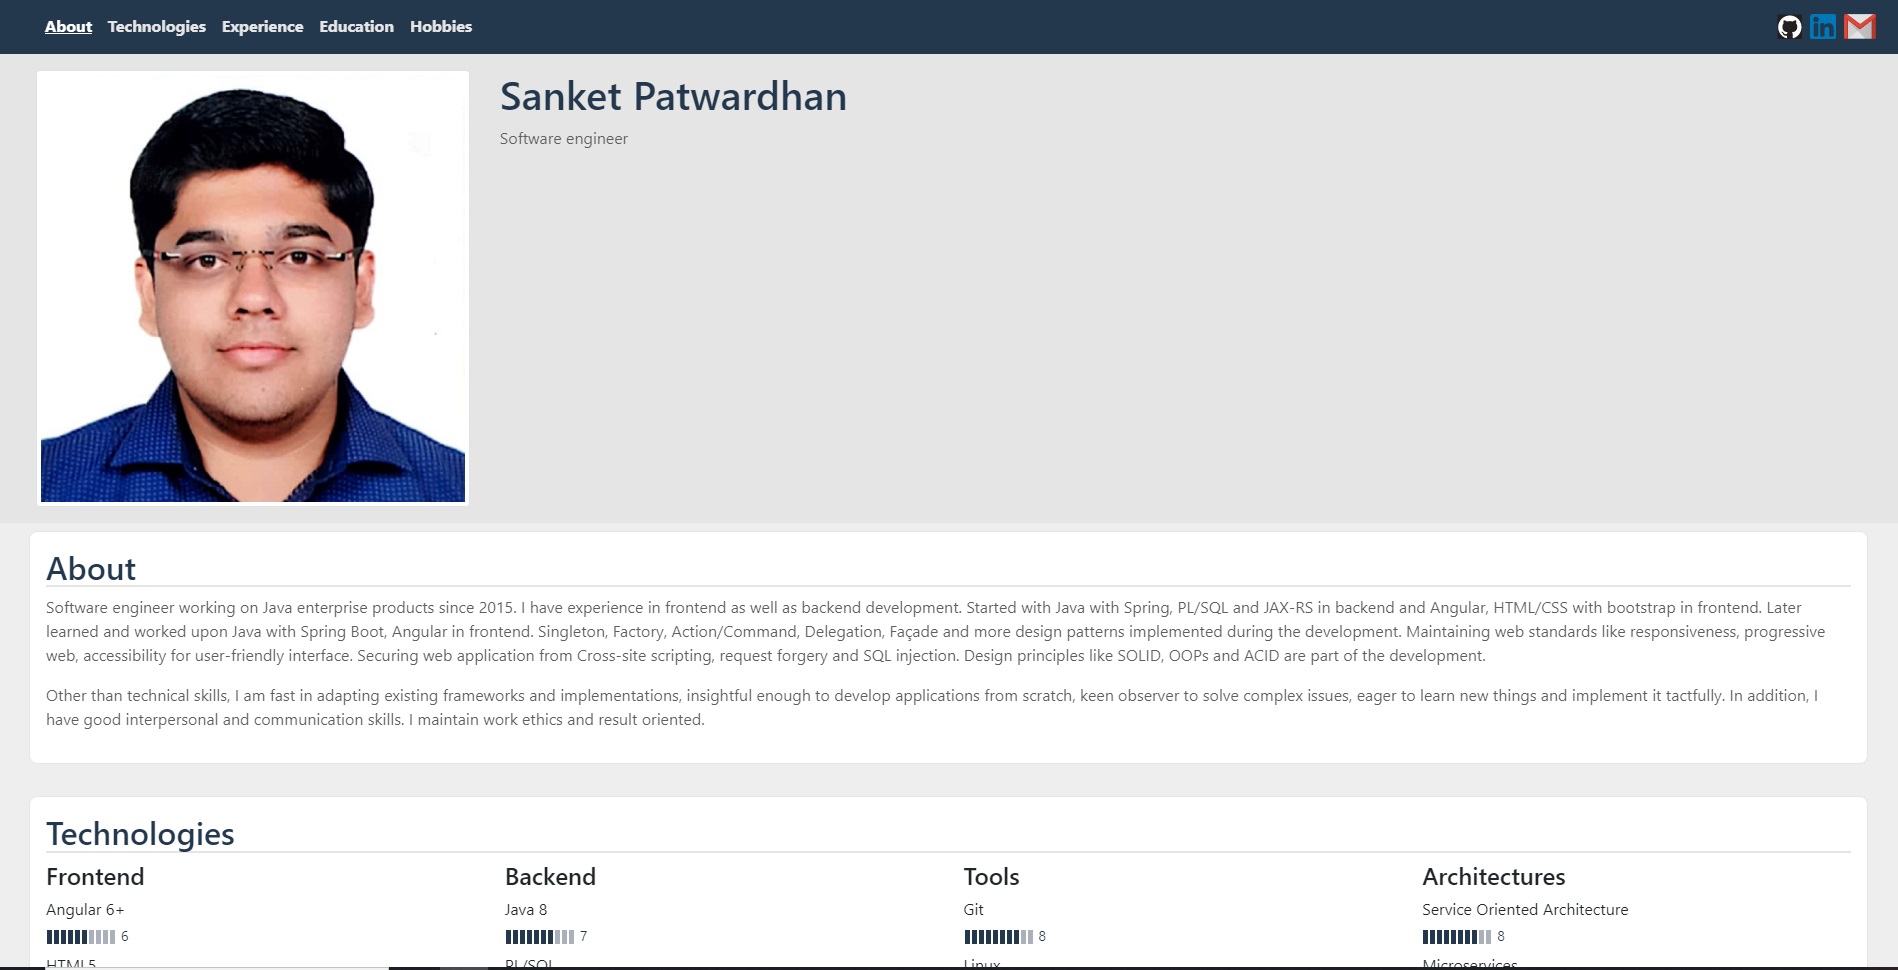 About Technologies Experience Education Hobbies
Sanket Patwardhan
Software engineer
About
Software engineer working on Java enterprise products since 2015. I have experience in frontend as well as backend development. Started with Java with Spring, PL/SQL and JAX-RS in backend and Angular, HTML/CSS with bootstrap in frontend. Later
learned and worked upon Java with Spring Boot, Angular in frontend. Singleton, Factory, Action/Command, Delegation, Façade and more design patterns implemented during the development. Maintaining web standards like responsiveness, progressive
web, accessibility for user-friendly interface. Securing web application from Cross-site scripting, request forgery and SQL injection. Design principles like SOLID, OOPs and ACID are part of the development.
Other than technical skills, I am fast in adapting existing frameworks and implementations, insightful enough to develop applications from scratch, keen observer to solve complex issues, eager to learn new things and implement it tactfully. In addition, I
have good interpersonal and communication skills. I maintain work ethics and result oriented.
Technologies
Frontend Backend Tools Architectures
Angular 6+ Java 8 Git Service Oriented Architecture
6 7 8 8
HTML5 PL/SQL Linux Microservices